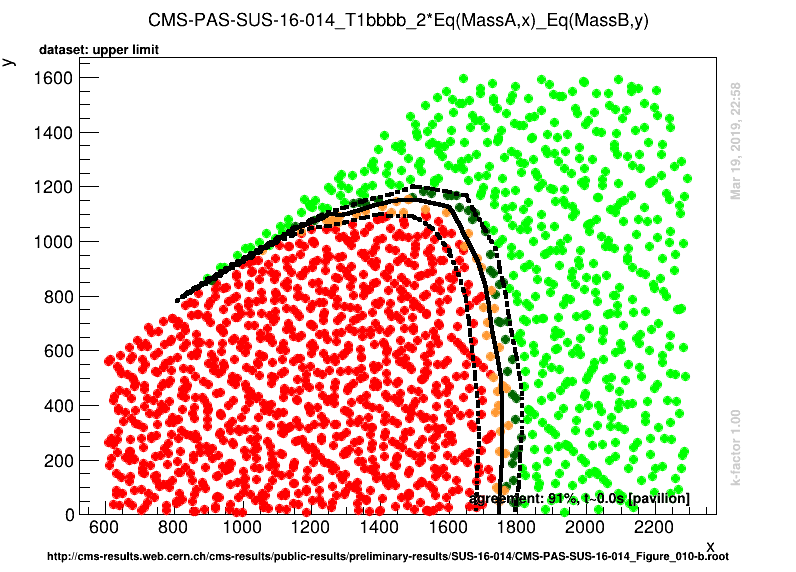 CMS-PAS-SUS-16-014_T1bbbb_2*Eq(MassA,x)_Eq(MassB,y)
dataset: upper limit
y
1600
1400
1200
1000
800
600
400
200
0
600 800 1000 1200 1400 1600 1800 2000 2200
x
agreement: 91%, t~0.0s [pavilion]
Mar 19, 2019, 22:58
k-factor 1.00
http://cms-results.web.cern.ch/cms-results/public-results/preliminary-results/SUS-16-014/CMS-PAS-SUS-16-014_Figure_010-b.root